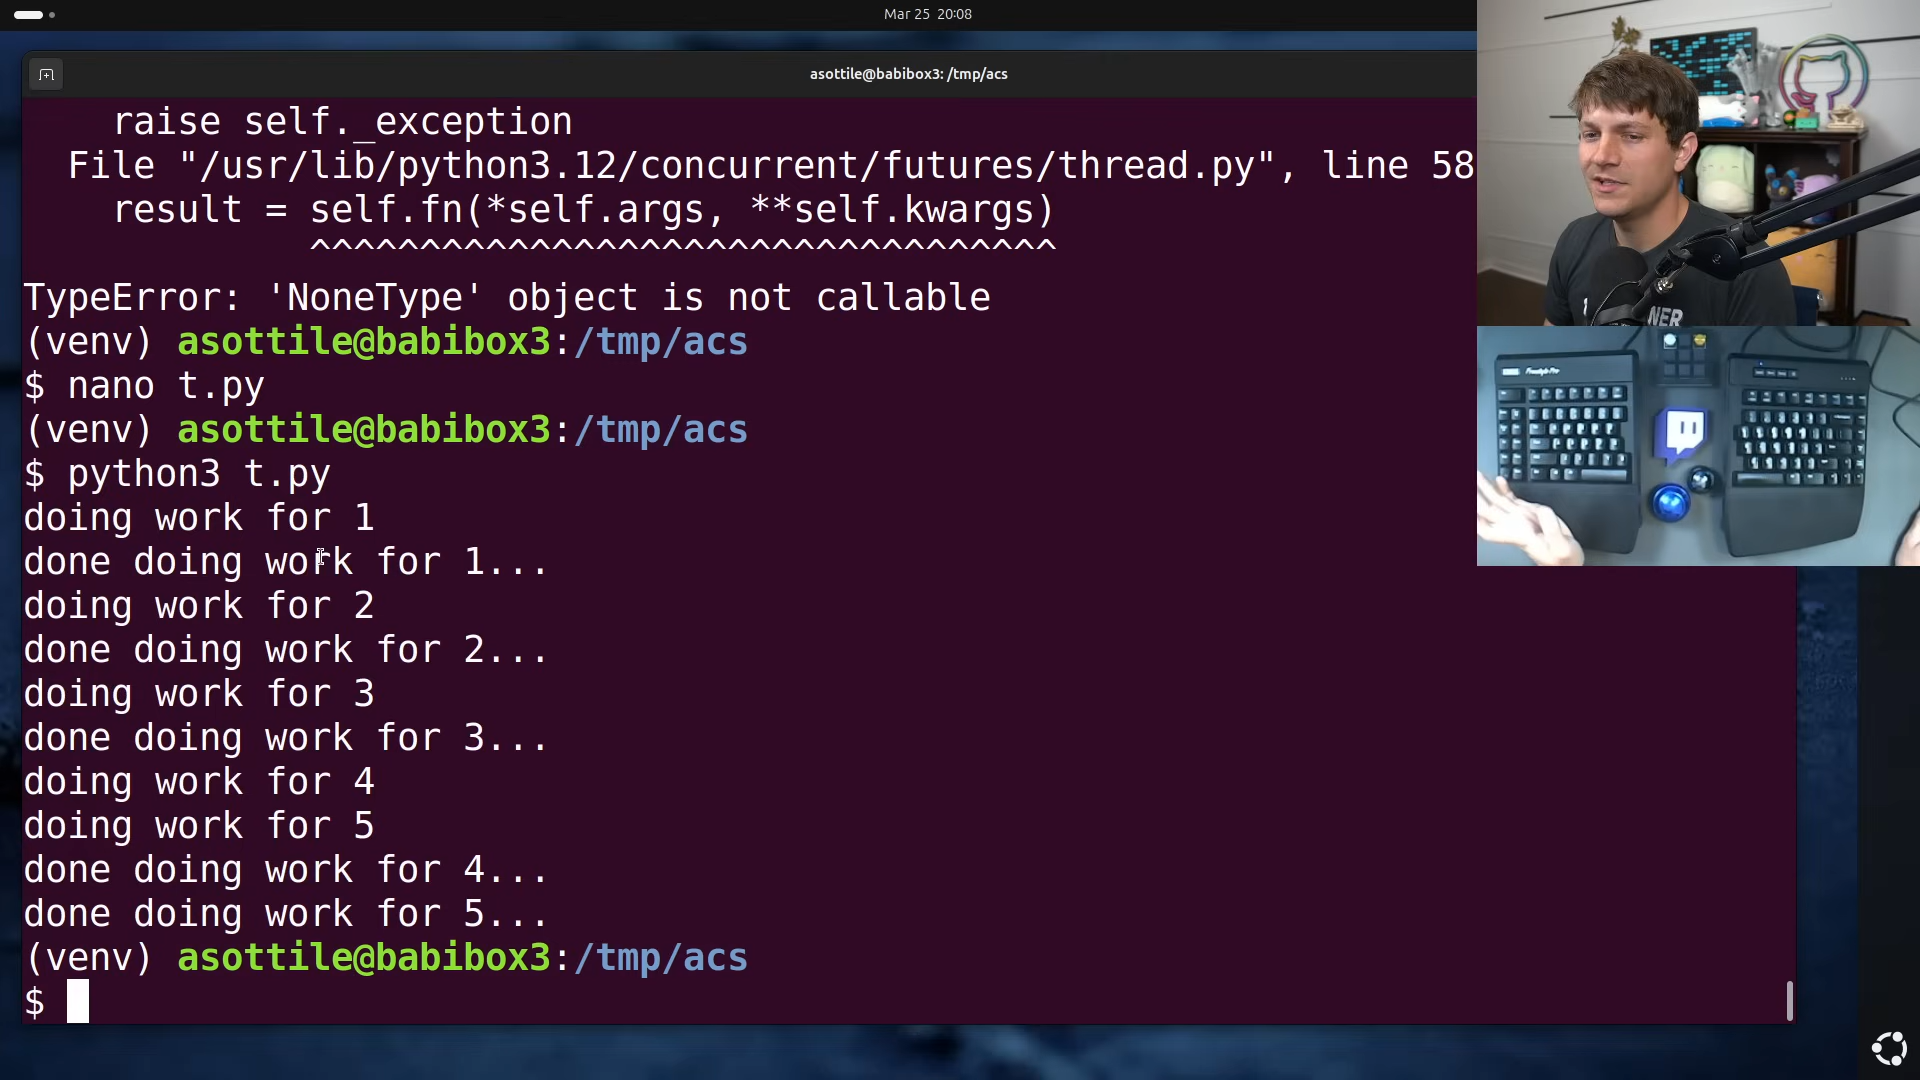 Mar 25 20:08
asottile@babibox3: /tmp/acs
raise self._exception
File "/usr/lib/python3.12/concurrent/futures/thread.py", line 58
result = self.fn(*self.args, **self.kwargs)
^^^^^^^^^^^^^^^^^^^^^^^^^^^^^^^^^^
TypeError: 'NoneType' object is not callable
(venv) asottile@babibox3:/tmp/acs
$ nano t.py
(venv) asottile@babibox3:/tmp/acs
$ python3 t.py
doing work for 1
done doing work for 1...
doing work for 2
done doing work for 2...
doing work for 3
done doing work for 3...
doing work for 4
doing work for 5
done doing work for 4...
done doing work for 5...
(venv) asottile@babibox3:/tmp/acs
$
Freestyle Pro